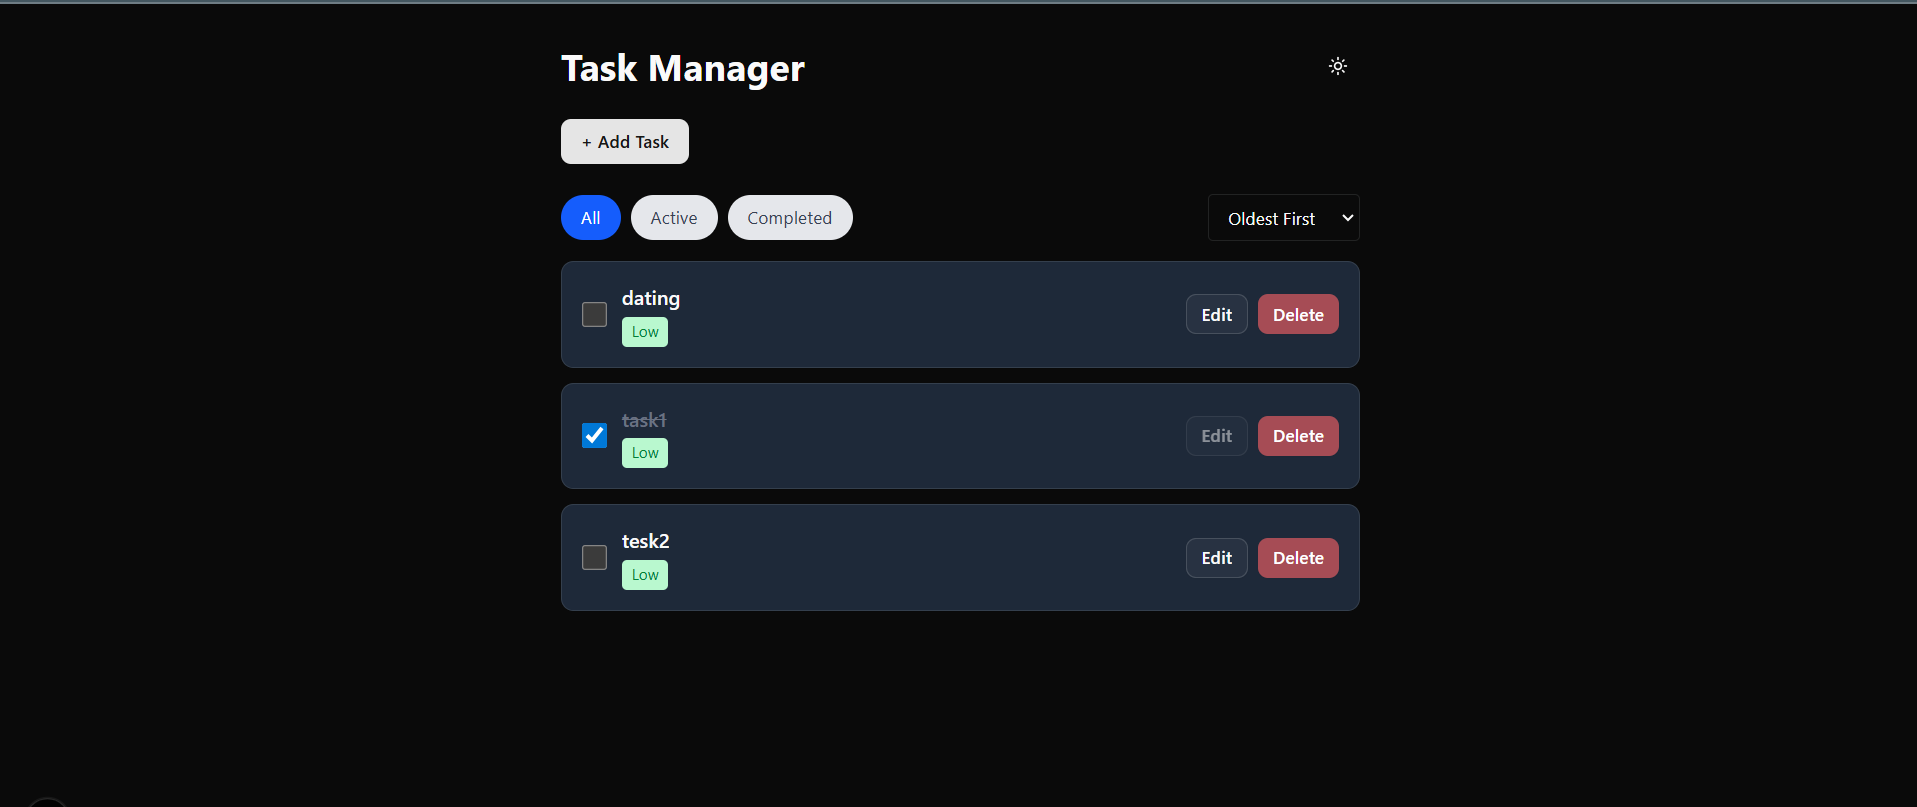 Task Manager
+ Add Task
All Active Completed Oldest First
dating
Low
Edit Delete
task1
Low
Edit Delete
tesk2
Low
Edit Delete